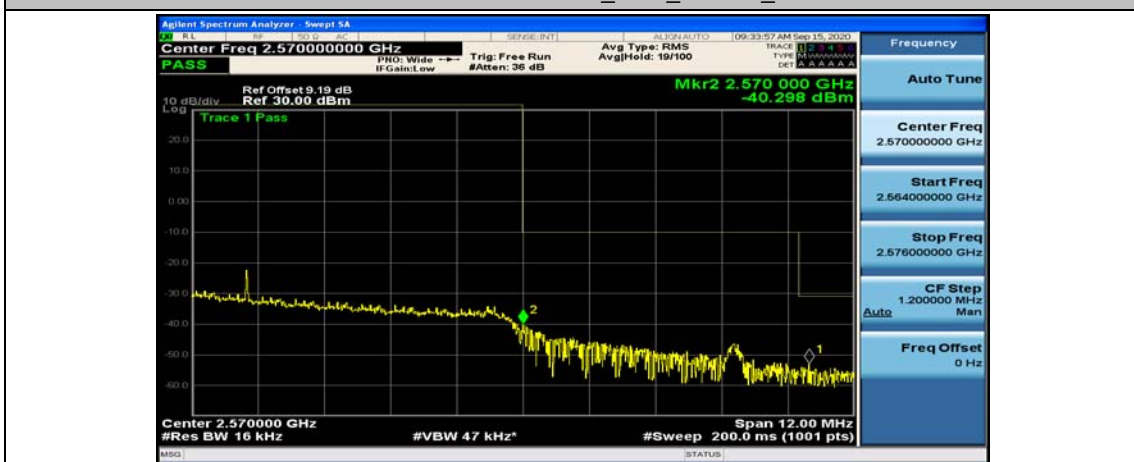 Agilent Spectrum Analyzer - Swept SA
RL RF 50 Ω AC SENSE:INT ALIGN AUTO 09:33:57 AM Sep 15, 2020
Center Freq 2.570000000 GHz
PASS
PNO: Wide
IFGain:Low
Trig: Free Run
#Atten: 36 dB
Avg Type: RMS
Avg|Hold: 19/100
TRACE 1 2 3 4 5 6
TYPE M
DET A A A A A A
Ref Offset 9.19 dB
10 dB/div Ref 30.00 dBm
Log
Mkr2 2.570 000 GHz
-40.298 dBm
Trace 1 Pass
20.0
10.0
0.00
-10.0
-20.0
-30.0
-40.0
-50.0
-60.0
2
1
Center 2.570000 GHz
Span 12.00 MHz
#Res BW 16 kHz
#VBW 47 kHz*
#Sweep 200.0 ms (1001 pts)
MSG
STATUS
Frequency
Auto Tune
Center Freq
2.570000000 GHz
Start Freq
2.564000000 GHz
Stop Freq
2.576000000 GHz
CF Step
1.200000 MHz
Auto Man
Freq Offset
0 Hz